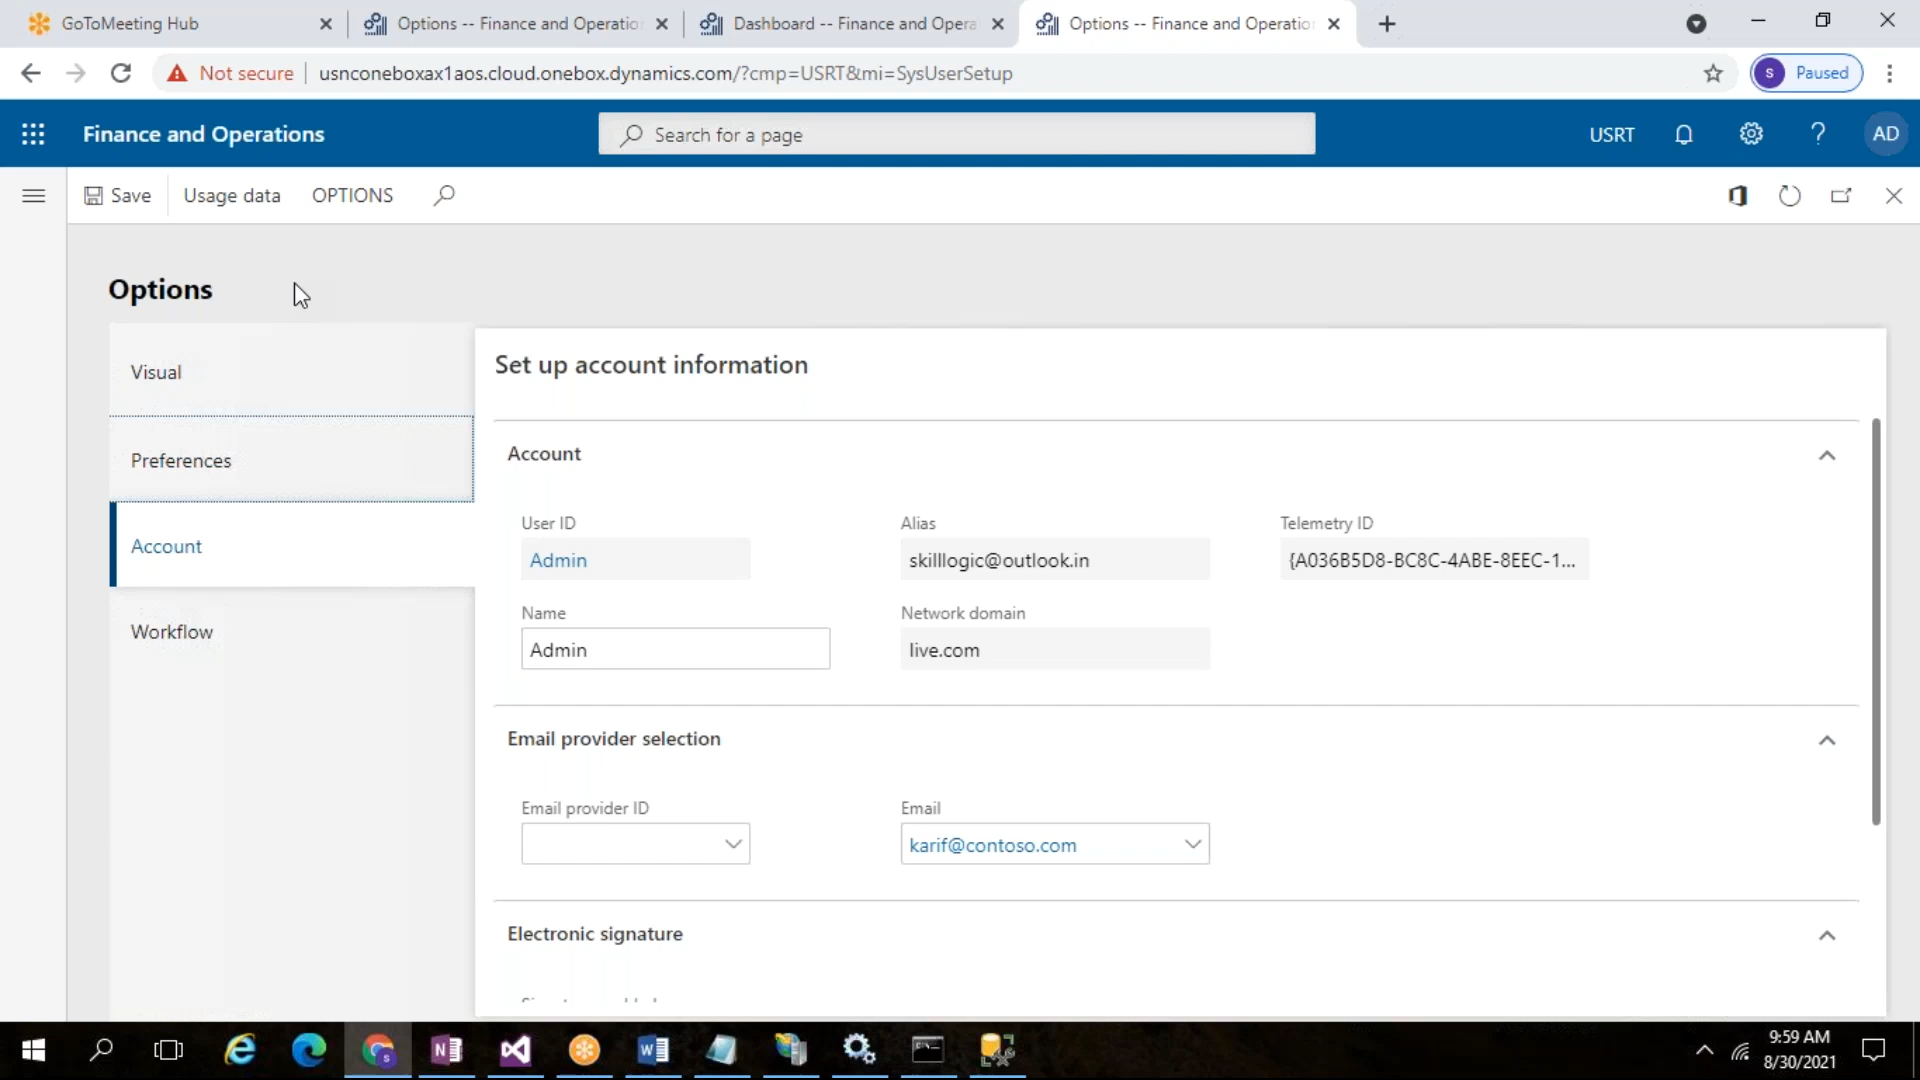 GoToMeeting Hub
Options -- Finance and Operatio
Dashboard -- Finance and Opera
Options -- Finance and Operatio
Not secure
usnconeboxax1aos.cloud.onebox.dynamics.com/?cmp=USRT&mi=SysUserSetup
s Paused
Finance and Operations
Search for a page
USRT
?
AD
Save
Usage data
OPTIONS
Options
Visual
Preferences
Account
Workflow
Set up account information
Account
User ID
Alias
Telemetry ID
Admin
skilllogic@outlook.in
{A036B5D8-BC8C-4ABE-8EEC-1...
Name
Network domain
Admin
live.com
Email provider selection
Email provider ID
Email
karif@contoso.com
Electronic signature
9:59 AM
8/30/2021